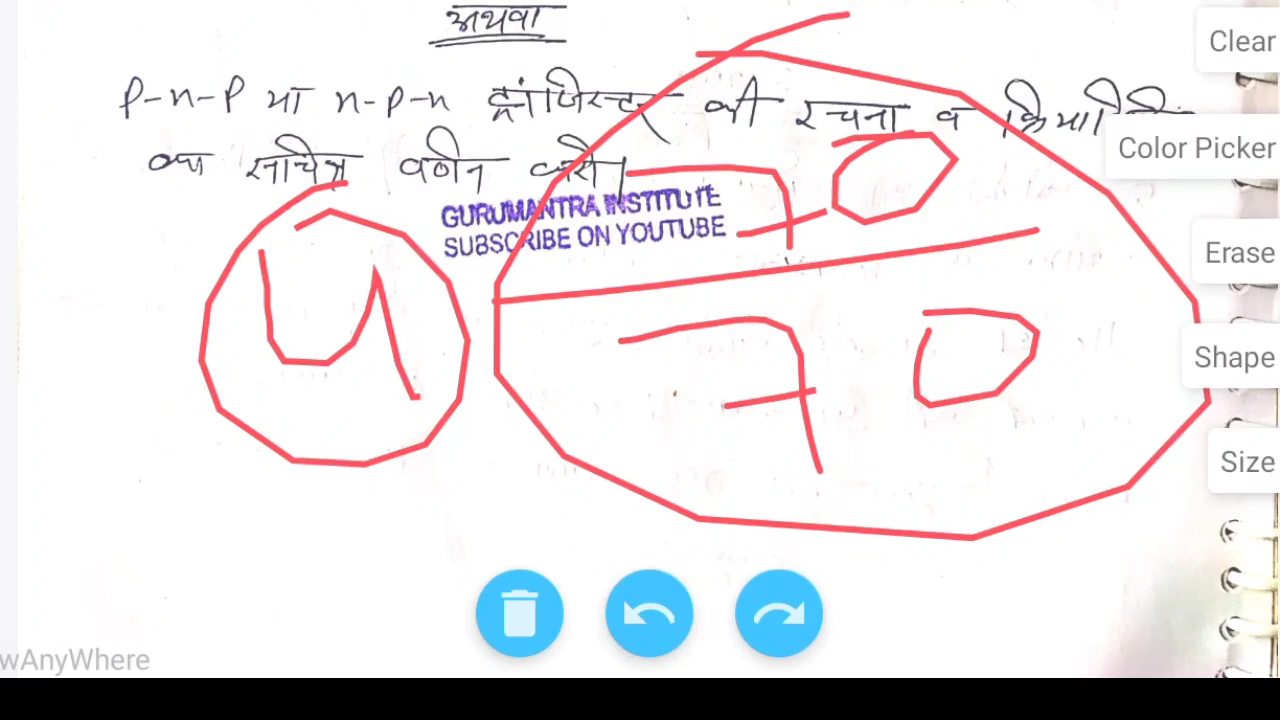 अथवा
P-n-P या n-p-n ट्रांजिस्टर की रचना व क्रियाविधि
का सचित्र वर्णन करो।
GURUMANTRA INSTITUTE
SUBSCRIBE ON YOUTUBE
70
70
Clear
Color Picker
Erase
Shape
Size
wAnyWhere